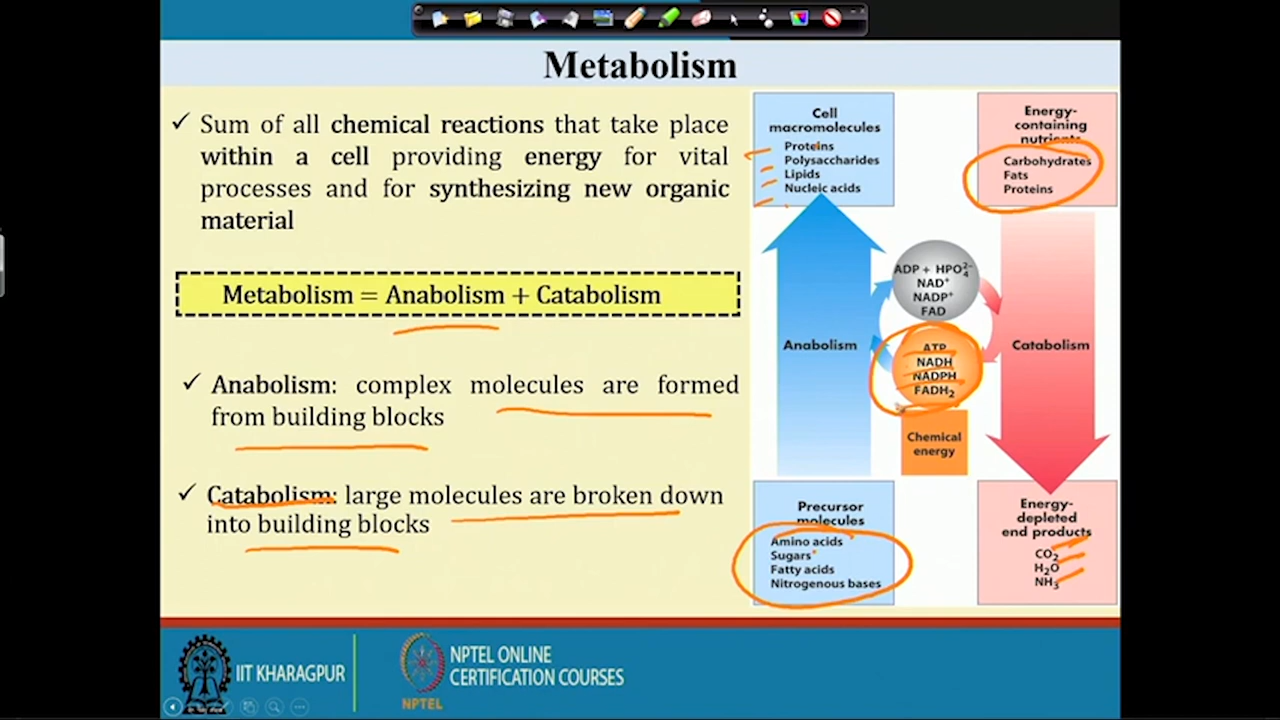 Metabolism
✓ Sum of all chemical reactions that take place
within a cell providing energy for vital
processes and for synthesizing new organic
material
Metabolism = Anabolism + Catabolism
✓ Anabolism: complex molecules are formed
from building blocks
✓ Catabolism: large molecules are broken down
into building blocks
Cell
macromolecules
Proteins
Polysaccharides
Lipids
Nucleic acids
Energy-
containing
nutrients
Carbohydrates
Fats
Proteins
ADP + HPO₄²⁻
NAD⁺
NADP⁺
FAD
Anabolism
ATP
NADH
NADPH
FADH₂
Catabolism
Chemical
energy
Precursor
molecules
Amino acids
Sugars
Fatty acids
Nitrogenous bases
Energy-
depleted
end products
CO₂
H₂O
NH₃
IIT KHARAGPUR
NPTEL
NPTEL ONLINE
CERTIFICATION COURSES